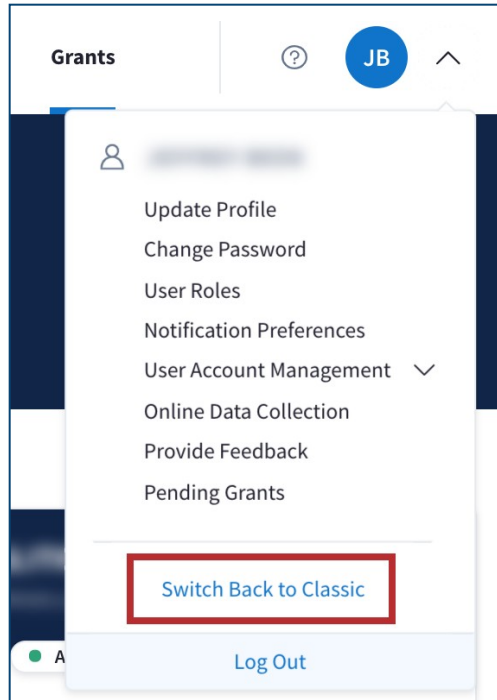 Grants
JB
Update Profile
Change Password
User Roles
Notification Preferences
User Account Management
Online Data Collection
Provide Feedback
Pending Grants
Switch Back to Classic
A
Log Out